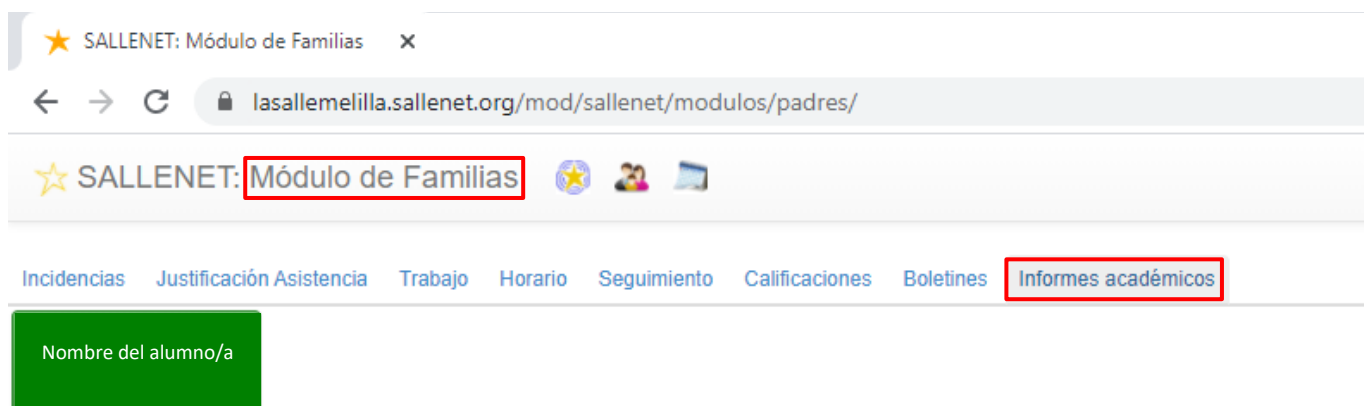 SALLENET: Módulo de Familias
lasallemelilla.sallenet.org/mod/sallenet/modulos/padres/
SALLENET: Módulo de Familias
Incidencias Justificación Asistencia Trabajo Horario Seguimiento Calificaciones Boletines Informes académicos
Nombre del alumno/a